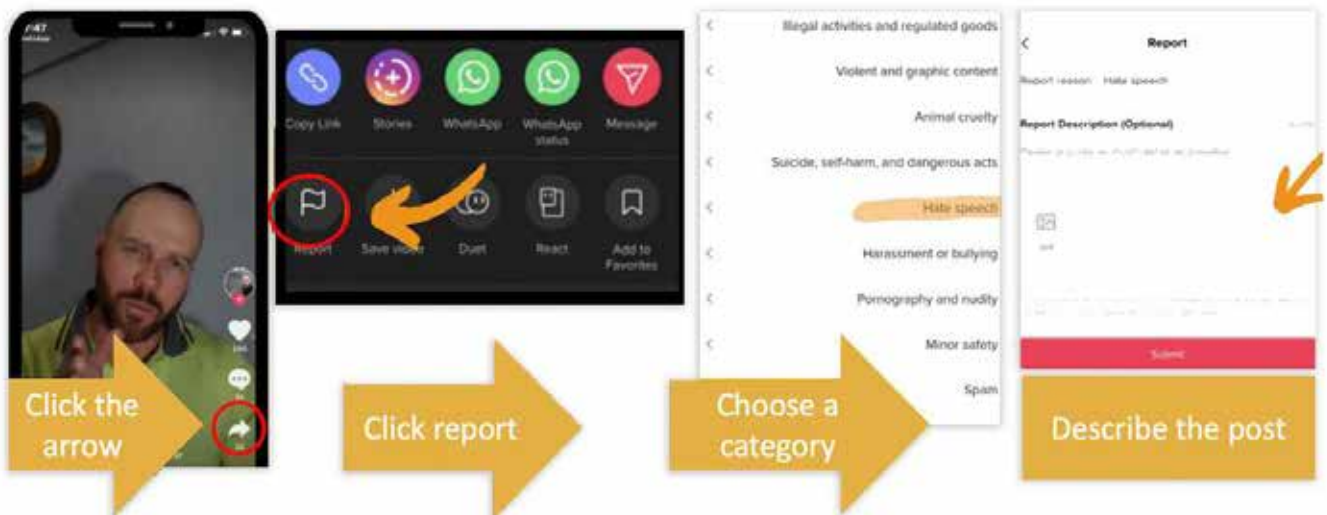 7:47
Click the
arrow
Copy Link
Stories
WhatsApp
WhatsApp
status
Message
Report
Save video
Duet
React
Add to
Favorites
Click report
Illegal activities and regulated goods
Violent and graphic content
Animal cruelty
Suicide, self-harm, and dangerous acts
Hate speech
Harassment or bullying
Pornography and nudity
Minor safety
Spam
Choose a
category
Report
Report reason: Hate speech
Report Description (Optional)
Submit
Describe the post